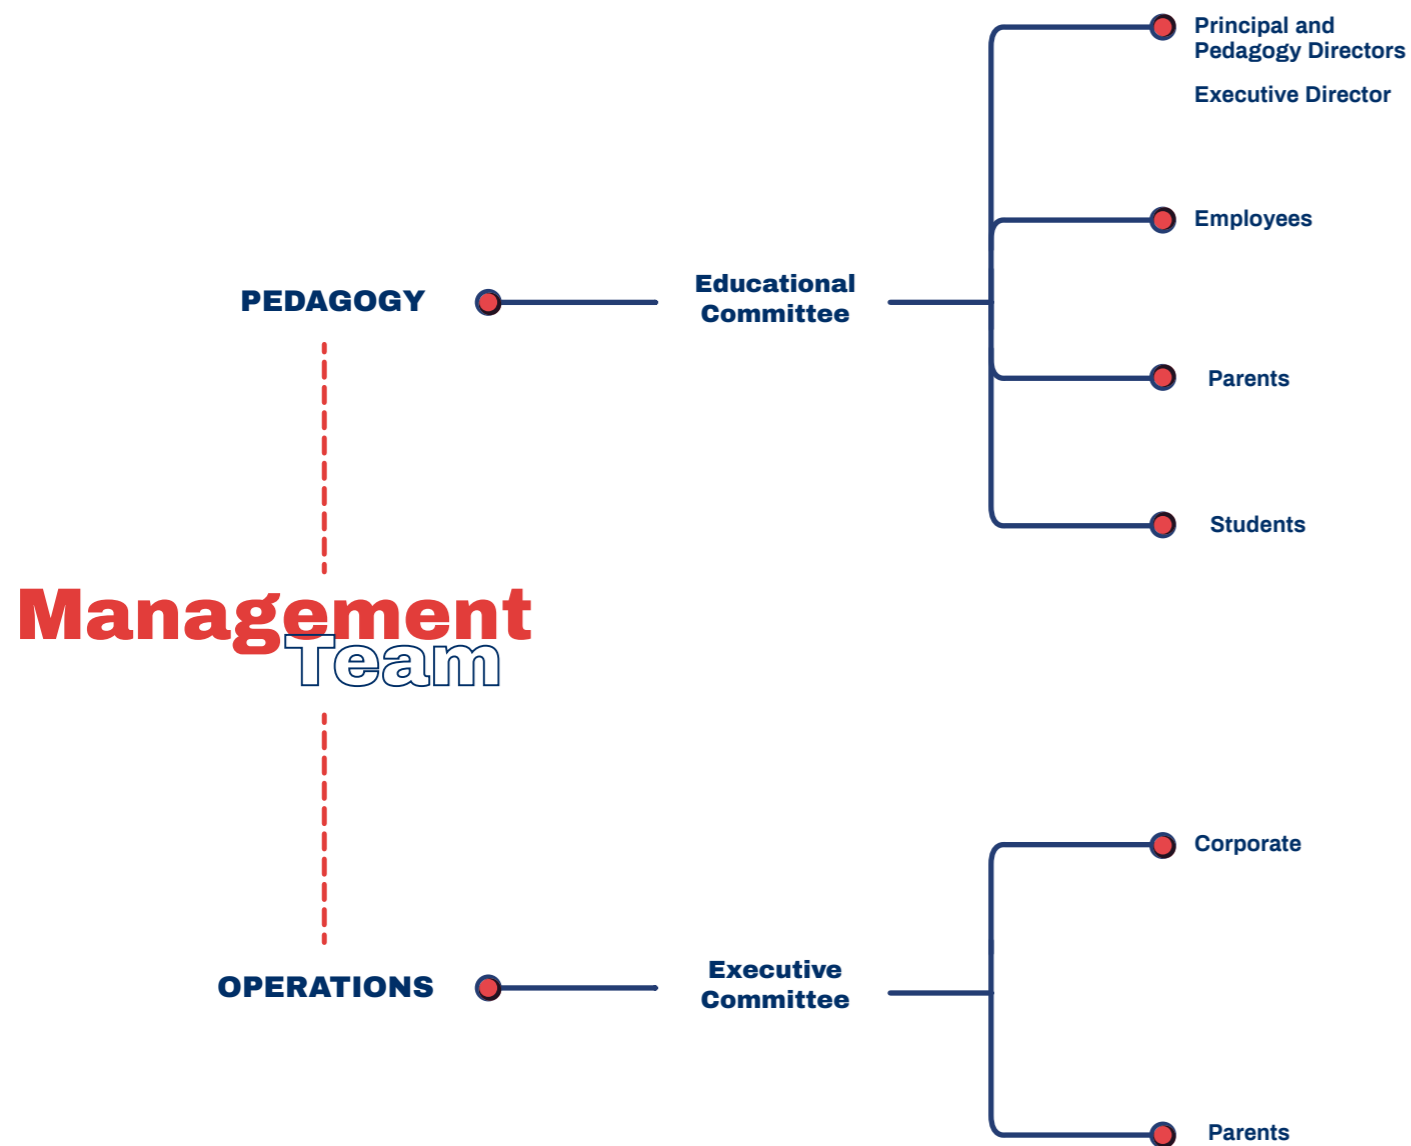 Principal and
Pedagogy Directors
Executive Director
Employees
PEDAGOGY
Educational
Committee
Parents
Students
Management
Team
Corporate
OPERATIONS
Executive
Committee
Parents